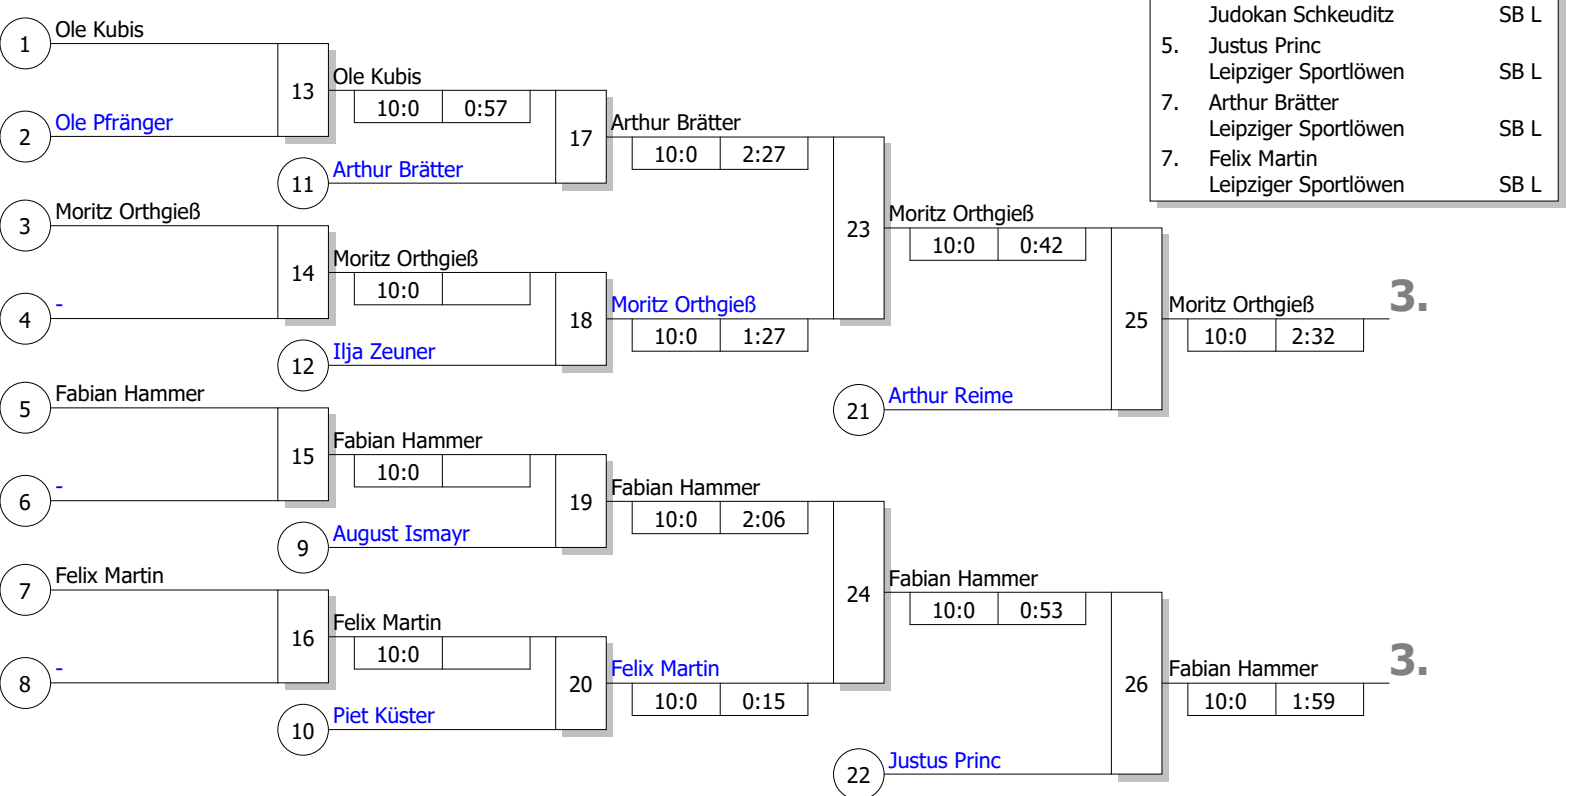 Judokan Schkeuditz SB L
5. Justus Princ
Leipziger Sportlöwen SB L
7. Arthur Brätter
Leipziger Sportlöwen SB L
7. Felix Martin
Leipziger Sportlöwen SB L
1 Ole Kubis
2 Ole Pfränger
13 Ole Kubis
10:0 0:57
11 Arthur Brätter
17 Arthur Brätter
10:0 2:27
3 Moritz Orthgieß
4 -
14 Moritz Orthgieß
10:0
12 Ilja Zeuner
18 Moritz Orthgieß
10:0 1:27
23 Moritz Orthgieß
10:0 0:42
21 Arthur Reime
25 Moritz Orthgieß 3.
10:0 2:32
5 Fabian Hammer
6 -
15 Fabian Hammer
10:0
9 August Ismayr
19 Fabian Hammer
10:0 2:06
7 Felix Martin
8 -
16 Felix Martin
10:0
10 Piet Küster
20 Felix Martin
10:0 0:15
24 Fabian Hammer
10:0 0:53
22 Justus Princ
26 Fabian Hammer 3.
10:0 1:59